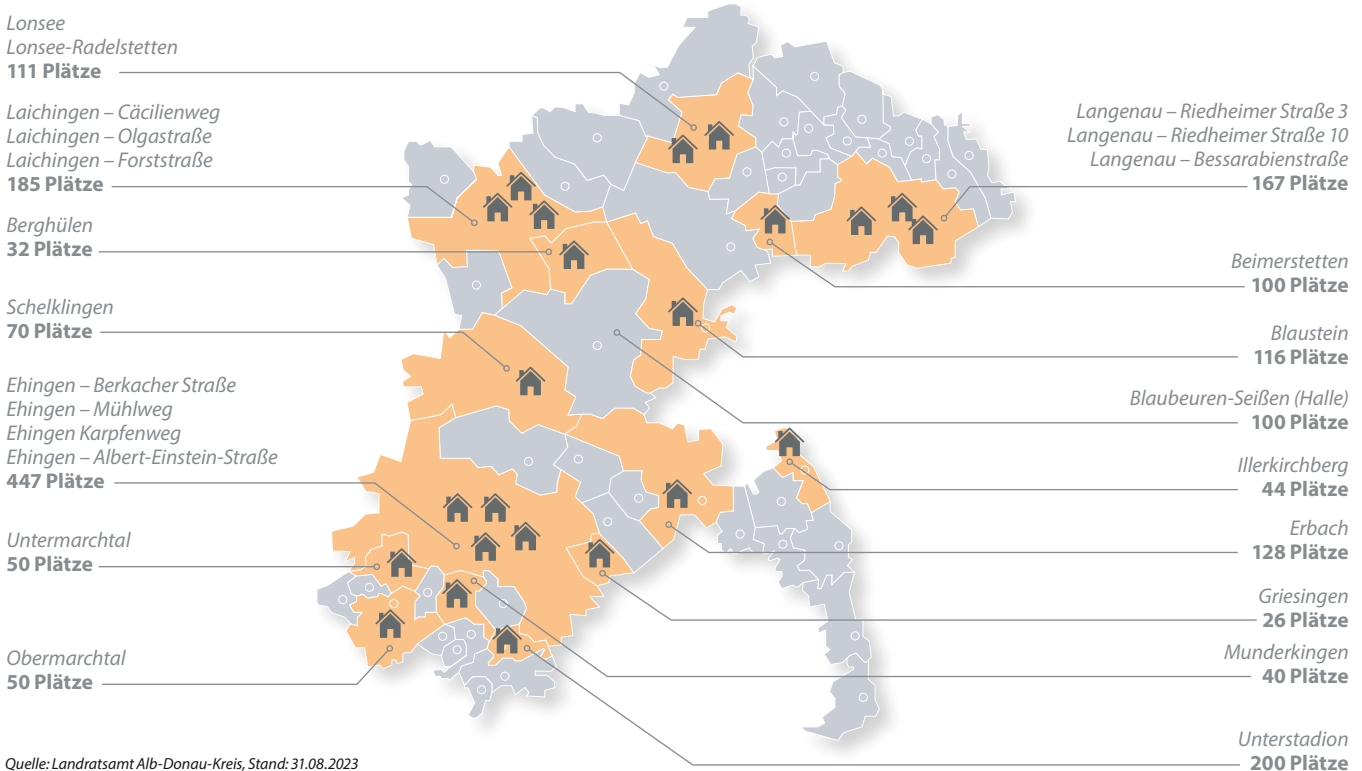 Lonsee
Lonsee-Radelstetten
111 Plätze
Laichingen – Cäcilienweg
Laichingen – Olgastraße
Laichingen – Forststraße
185 Plätze
Berghülen
32 Plätze
Schelklingen
70 Plätze
Ehingen – Berkacher Straße
Ehingen – Mühlweg
Ehingen Karpfenweg
Ehingen – Albert-Einstein-Straße
447 Plätze
Untermarchtal
50 Plätze
Obermarchtal
50 Plätze
Langenau – Riedheimer Straße 3
Langenau – Riedheimer Straße 10
Langenau – Bessarabienstraße
167 Plätze
Beimerstetten
100 Plätze
Blaustein
116 Plätze
Blaubeuren-Seißen (Halle)
100 Plätze
Illerkirchberg
44 Plätze
Erbach
128 Plätze
Griesingen
26 Plätze
Munderkingen
40 Plätze
Unterstadion
200 Plätze
Quelle: Landratsamt Alb-Donau-Kreis, Stand: 31.08.2023